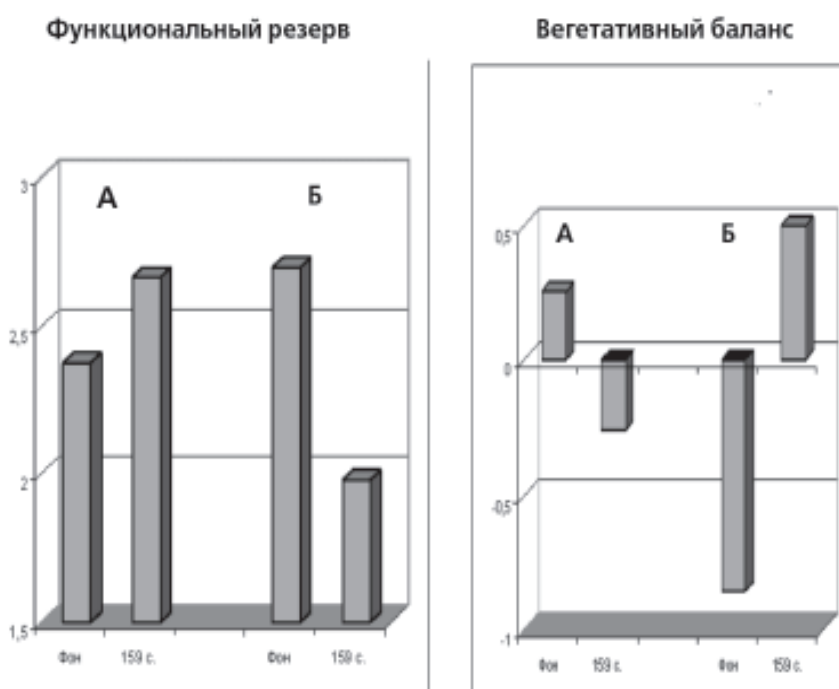 Функциональный резерв
Вегетативный баланс
А
Б
3
2,5
2
1,5
Фон
159 с.
Фон
159 с.
А
Б
0,5
0
-0,5
-1
Фон
159 с.
Фон
159 с.